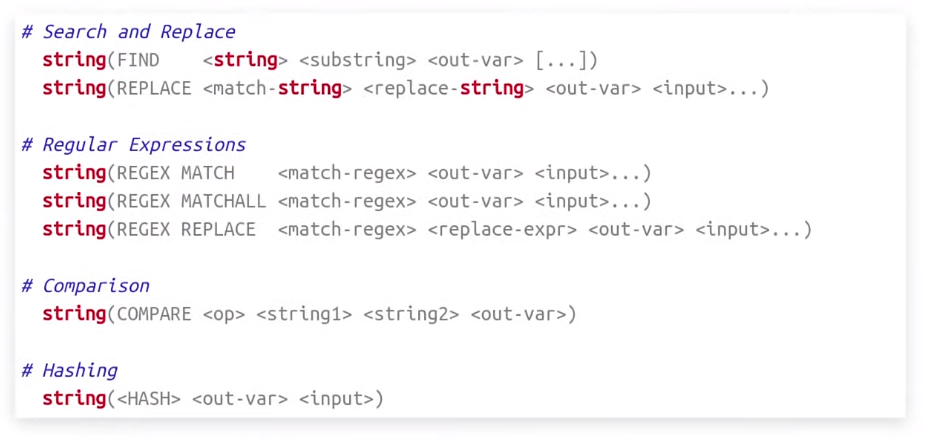 # Search and Replace
string(FIND <string> <substring> <out-var> [...])
string(REPLACE <match-string> <replace-string> <out-var> <input>...)
# Regular Expressions
string(REGEX MATCH <match-regex> <out-var> <input>...)
string(REGEX MATCHALL <match-regex> <out-var> <input>...)
string(REGEX REPLACE <match-regex> <replace-expr> <out-var> <input>...)
# Comparison
string(COMPARE <op> <string1> <string2> <out-var>)
# Hashing
string(<HASH> <out-var> <input>)